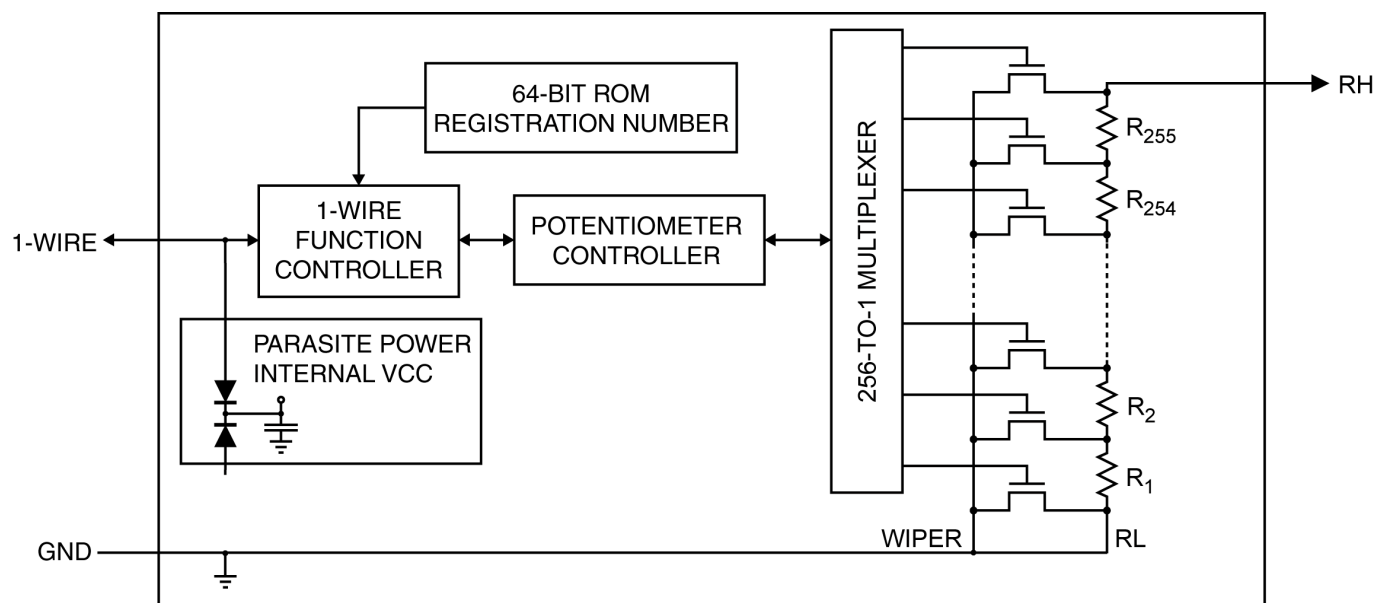 64-BIT ROM
REGISTRATION NUMBER
RH
R255
R254
1-WIRE
1-WIRE
FUNCTION
CONTROLLER
POTENTIOMETER
CONTROLLER
256-TO-1 MULTIPLEXER
PARASITE POWER
INTERNAL VCC
R2
R1
GND
WIPER
RL